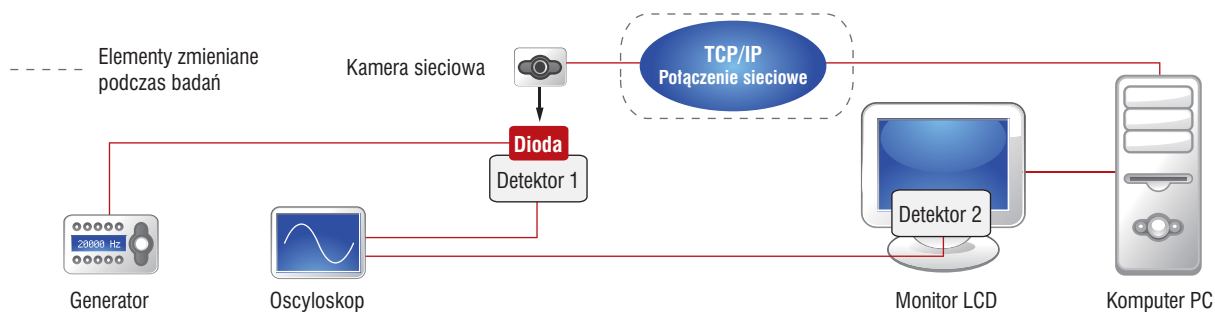 Elementy zmieniane
podczas badań
Kamera sieciowa
TCP/IP
Połączenie sieciowe
Dioda
Detektor 1
Detektor 2
20000 Hz
Generator
Oscyloskop
Monitor LCD
Komputer PC